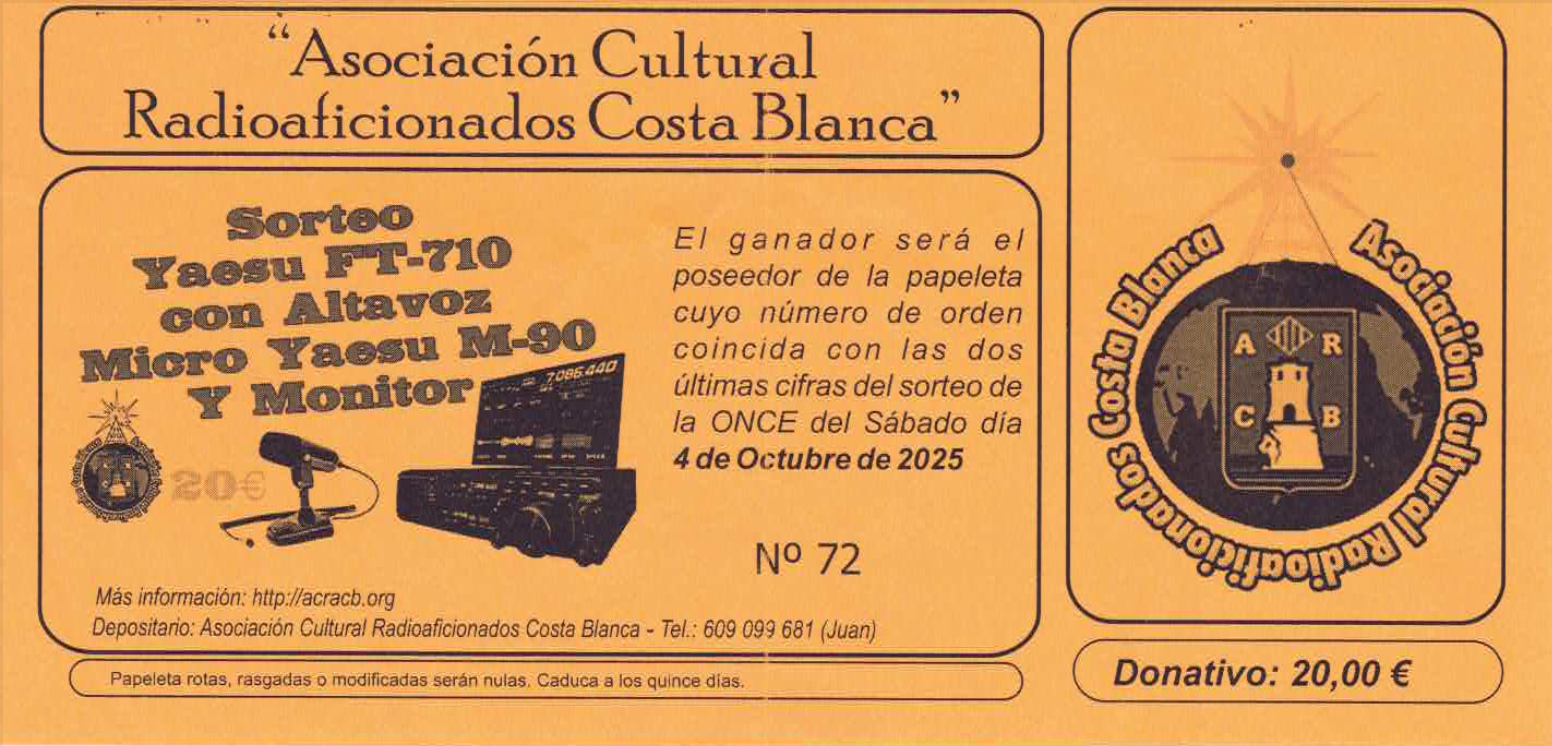 “Asociación Cultural
Radioaficionados Costa Blanca”
Sorteo
Yaesu FT-710
con Altavoz
Micro Yaesu M-90
Y Monitor
7.086.440
20€
El ganador será el
poseedor de la papeleta
cuyo número de orden
coincida con las dos
últimas cifras del sorteo de
la ONCE del Sábado día
4 de Octubre de 2025
Nº 72
Más información: http://acracb.org
Depositario: Asociación Cultural Radioaficionados Costa Blanca - Tel.: 609 099 681 (Juan)
Papeleta rotas, rasgadas o modificadas serán nulas. Caduca a los quince días.
Asociación Cultural Radioaficionados Costa Blanca
A R
C B
Donativo: 20,00 €